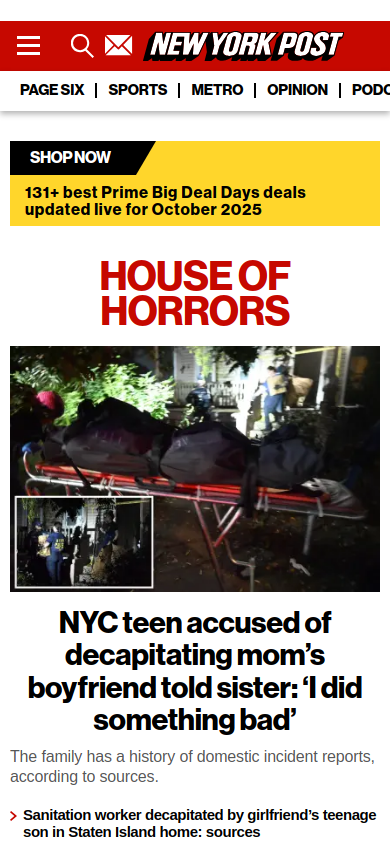 NEW YORK POST
PAGE SIX | SPORTS | METRO | OPINION | PODC
SHOP NOW
131+ best Prime Big Deal Days deals
updated live for October 2025
HOUSE OF
HORRORS
NYC teen accused of
decapitating mom’s
boyfriend told sister: ‘I did
something bad’
The family has a history of domestic incident reports,
according to sources.
Sanitation worker decapitated by girlfriend’s teenage
son in Staten Island home: sources